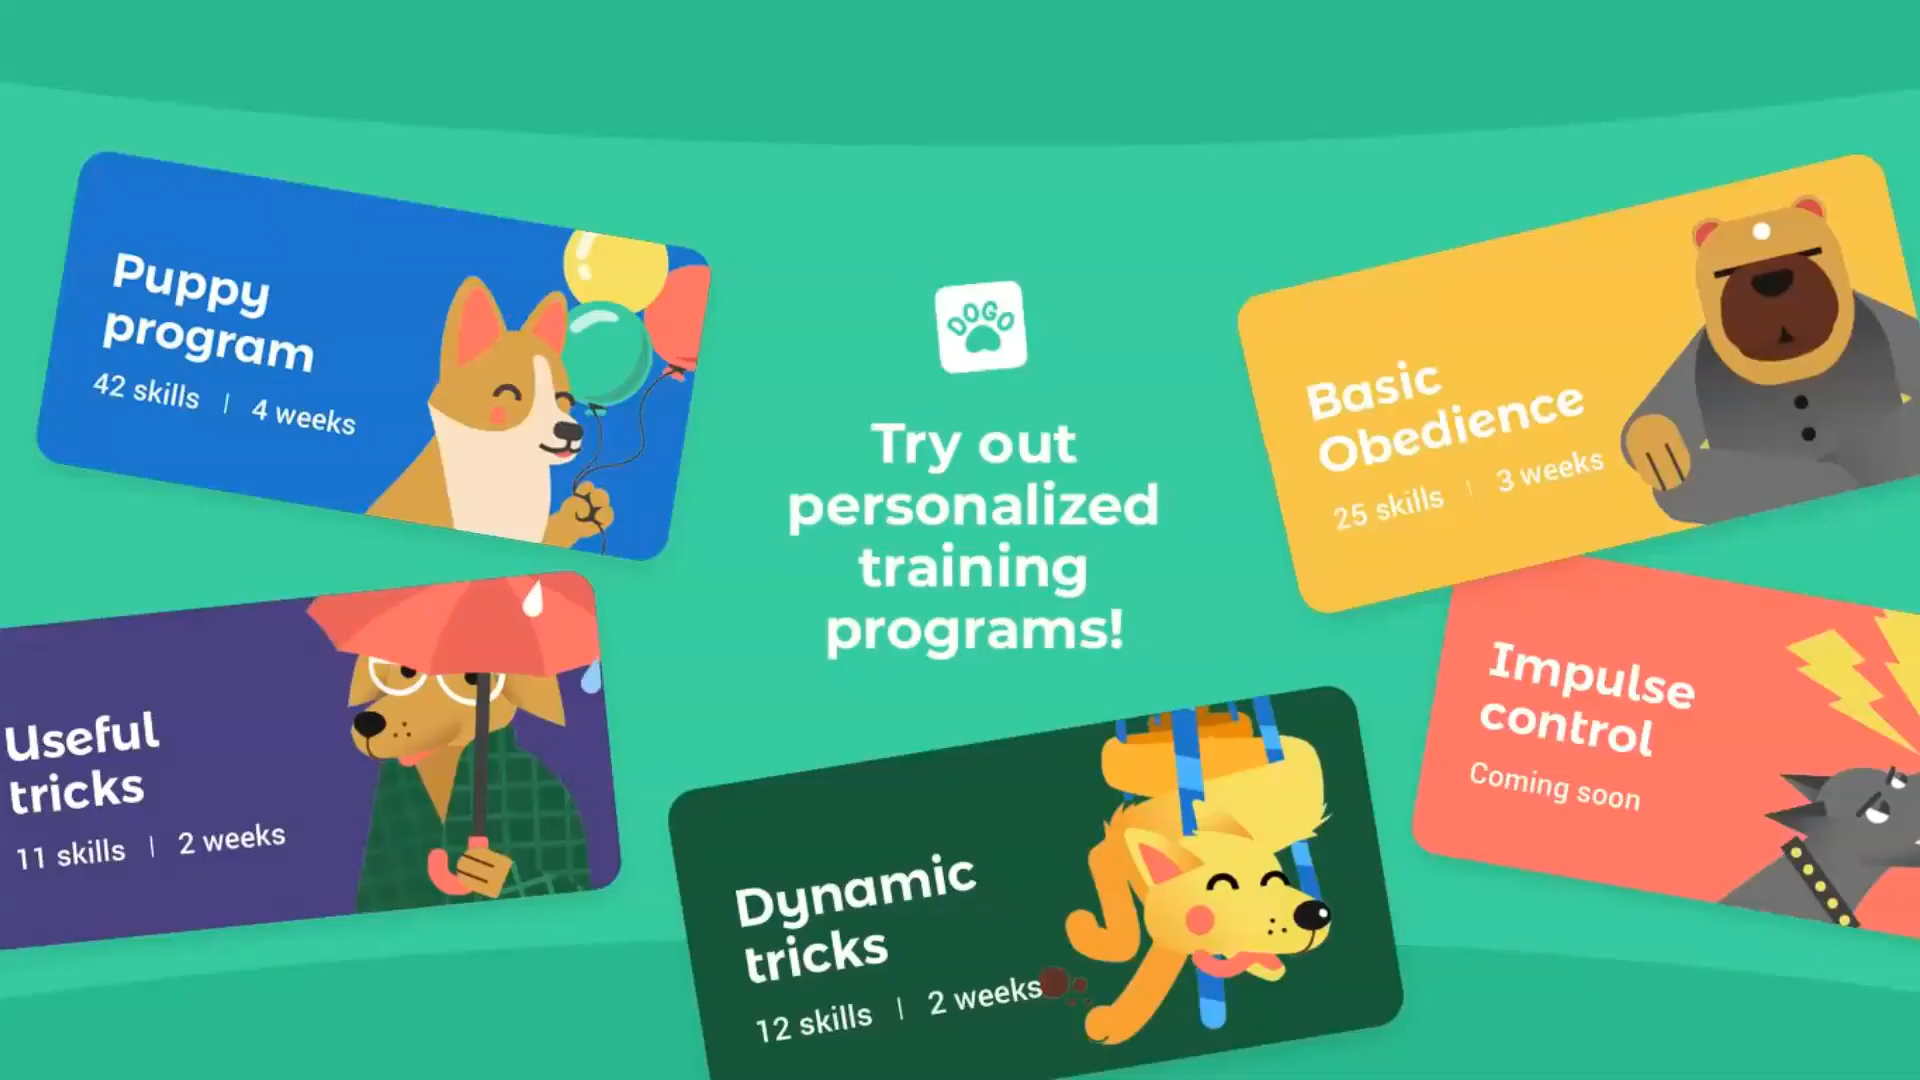 Puppy
program
42 skills | 4 weeks
DOGO
Try out
personalized
training
programs!
Basic
Obedience
25 skills | 3 weeks
Useful
tricks
11 skills | 2 weeks
Dynamic
tricks
12 skills | 2 weeks
Impulse
control
Coming soon